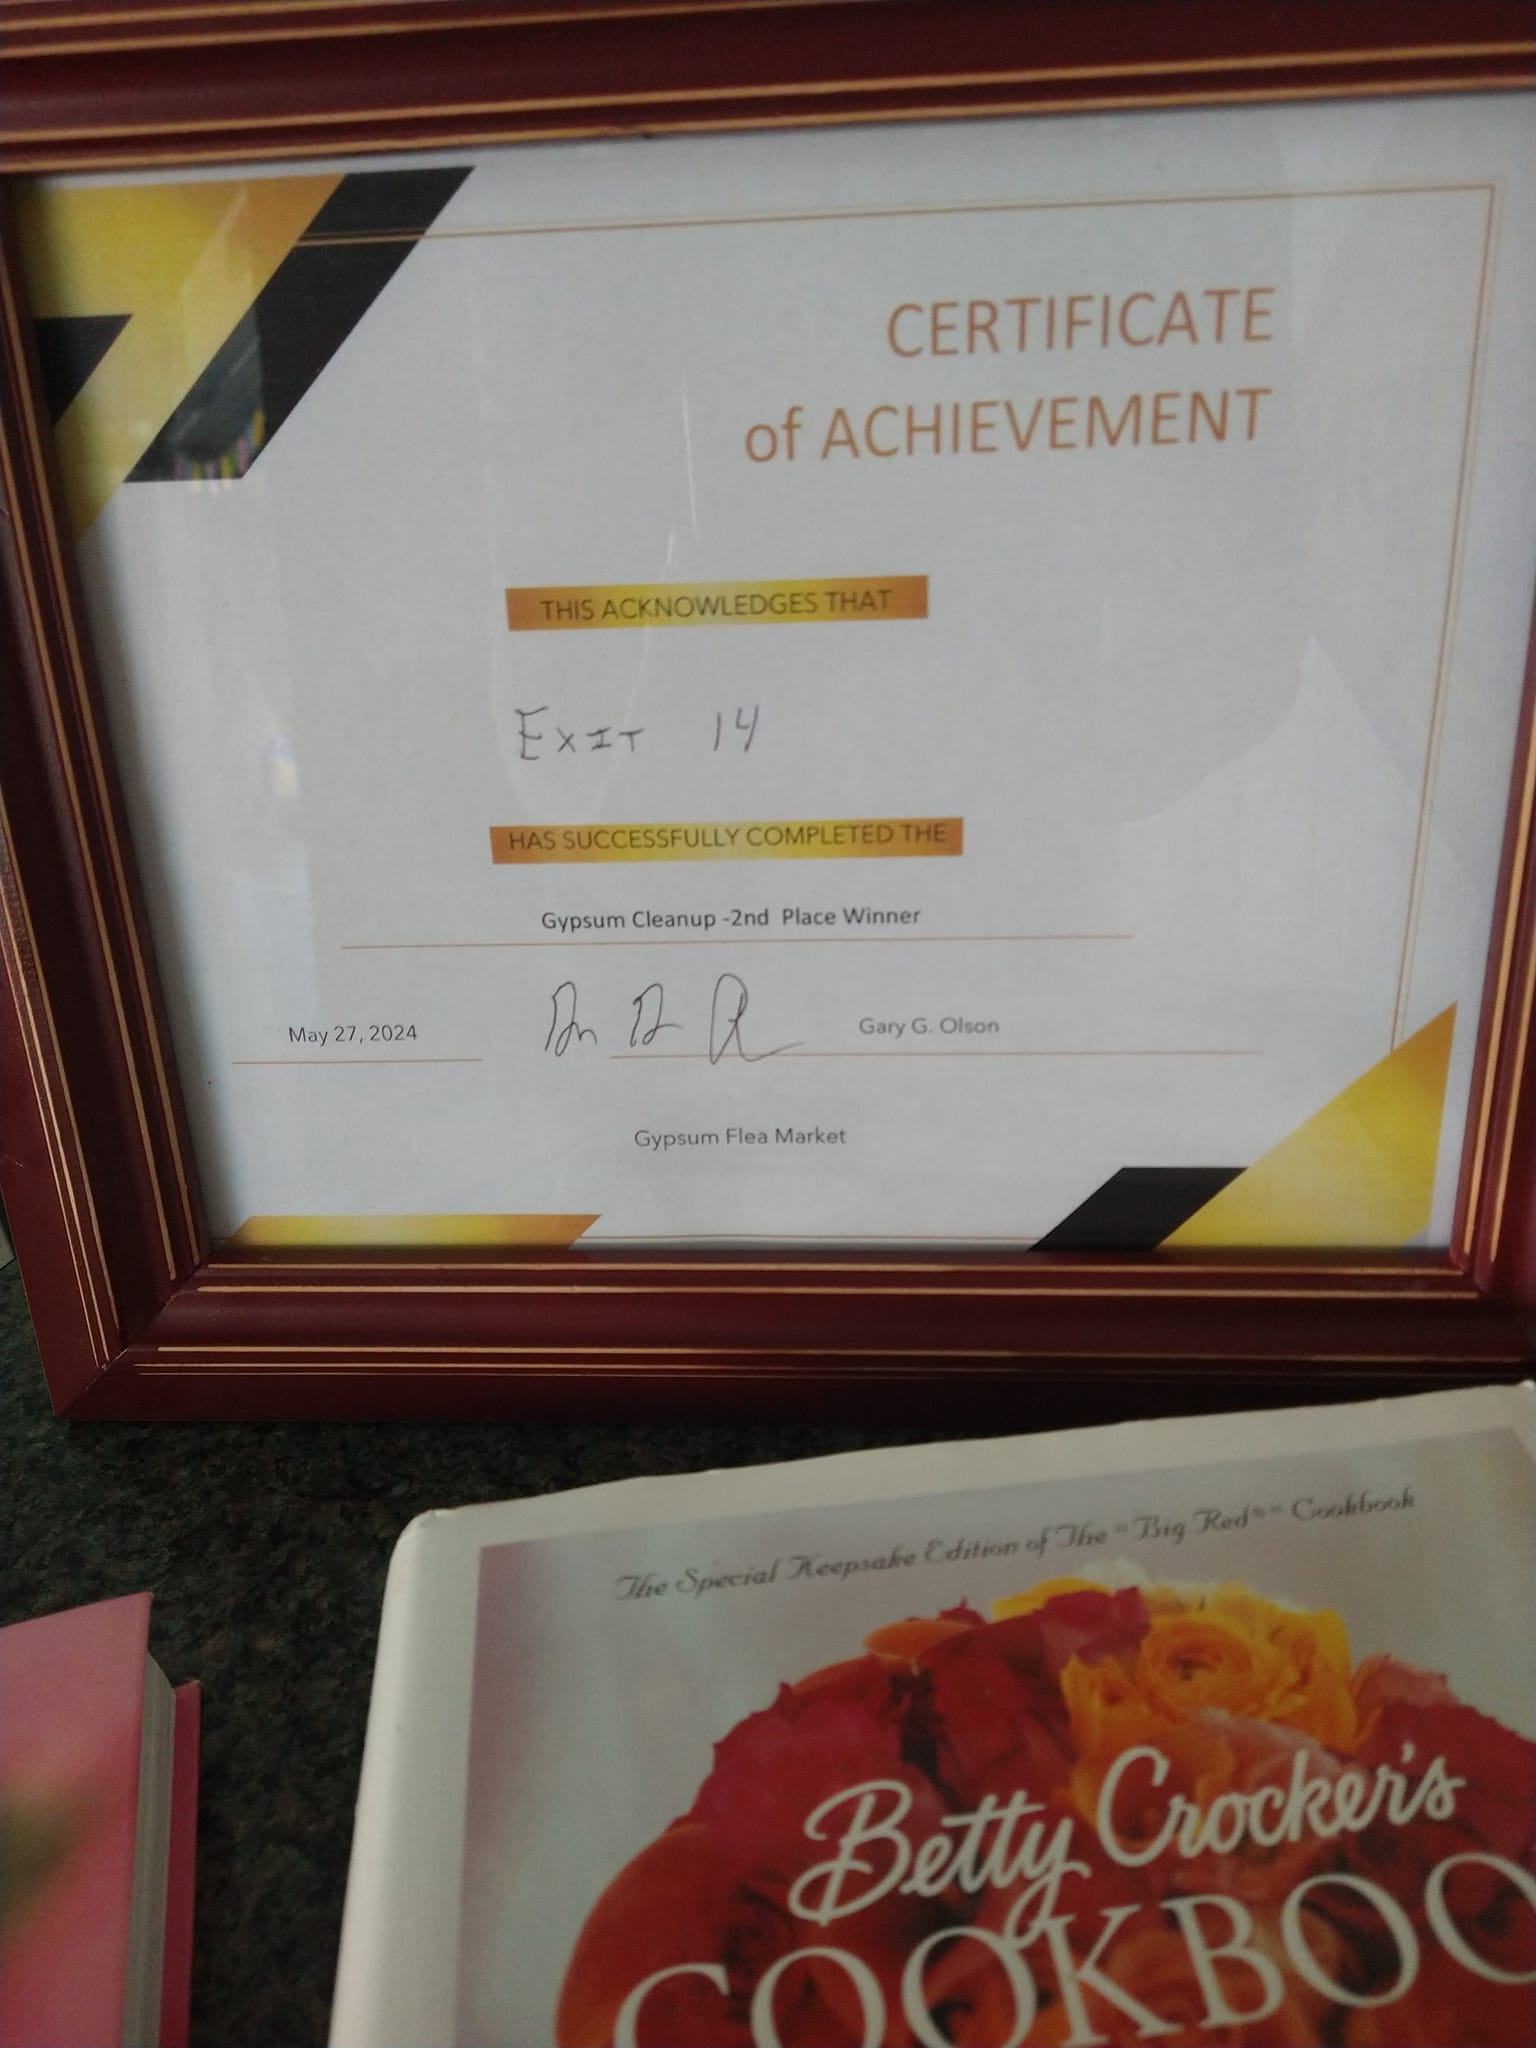 CERTIFICATE
of ACHIEVEMENT
THIS ACKNOWLEDGES THAT
EXIT 14
HAS SUCCESSFULLY COMPLETED THE
Gypsum Cleanup -2nd Place Winner
May 27, 2024
Gary G. Olson
Gypsum Flea Market
The Special Keepsake Edition of The "Big Red®" Cookbook
Betty Crocker's
COOKBOO